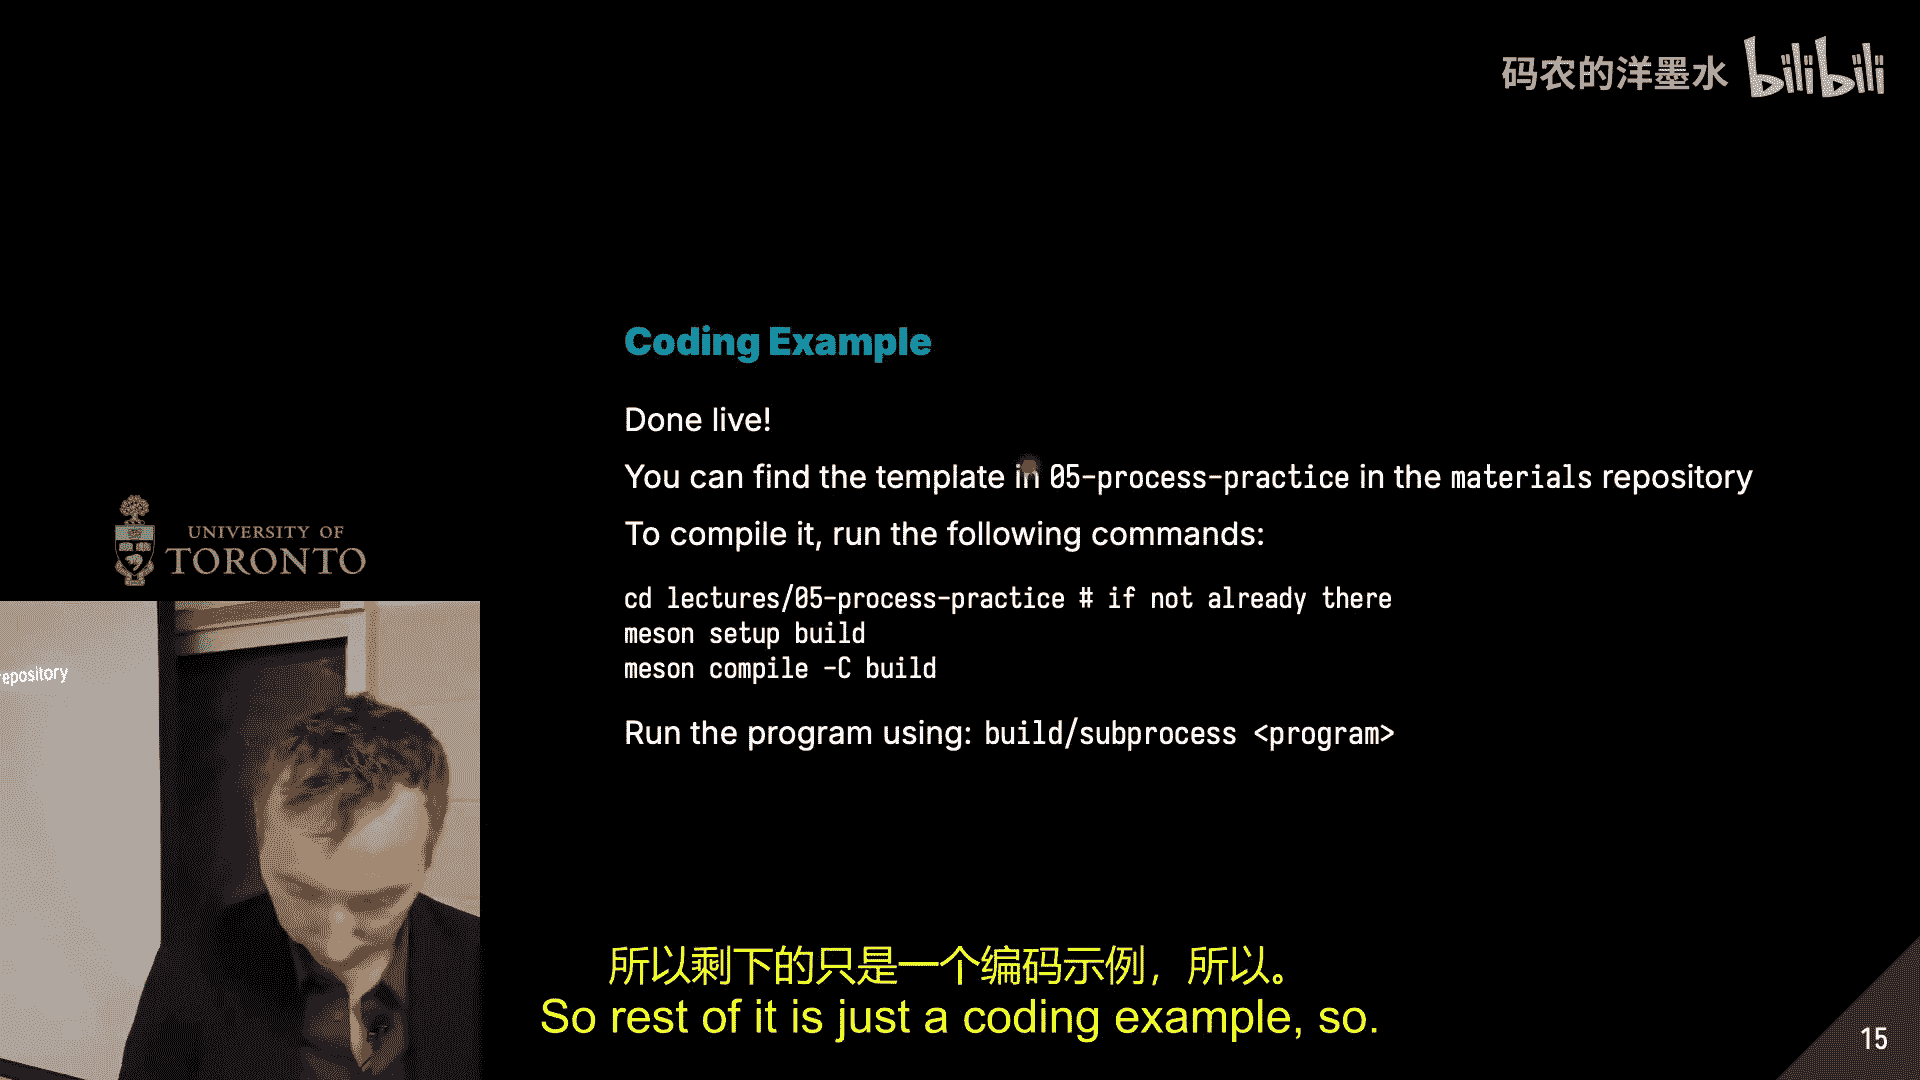 码农的洋墨水 bilibili
Coding Example
Done live!
You can find the template in 05-process-practice in the materials repository
To compile it, run the following commands:
cd lectures/05-process-practice # if not already there
meson setup build
meson compile -C build
Run the program using: build/subprocess <program>
UNIVERSITY OF
TORONTO
repository
所以剩下的只是一个编码示例，所以。
So rest of it is just a coding example, so.
15